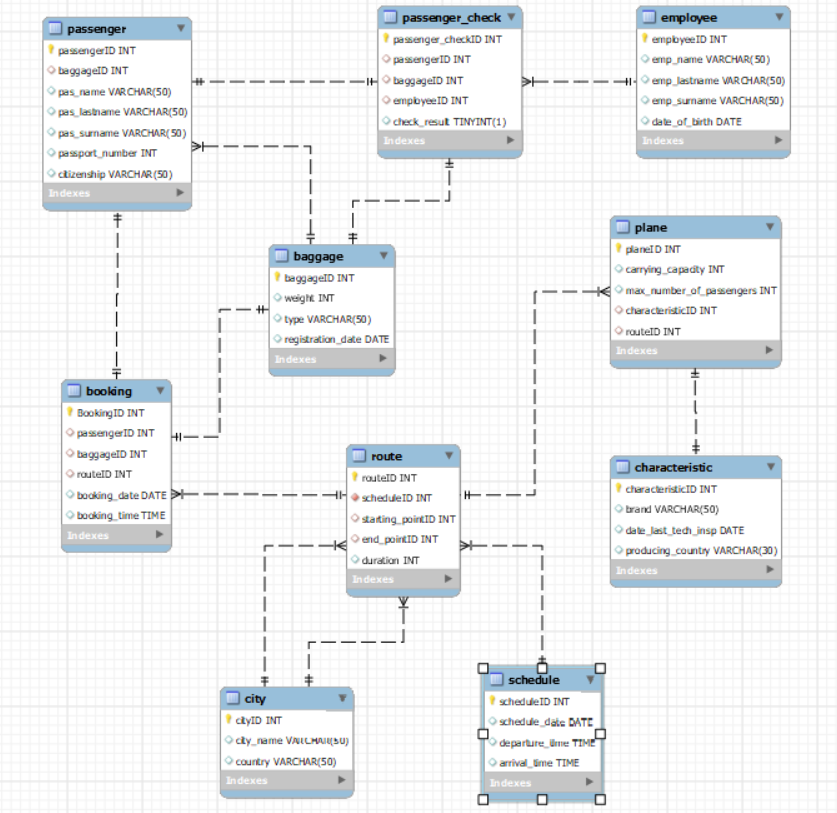 passenger
passengerID INT
baggageID INT
pas_name VARCHAR(50)
pas_lastname VARCHAR(50)
pas_surname VARCHAR(50)
passport_number INT
citizenship VARCHAR(50)
Indexes
passenger_check
passenger_checkID INT
passengerID INT
baggageID INT
employeeID INT
check_result TINYINT(1)
Indexes
employee
employeeID INT
emp_name VARCHAR(50)
emp_lastname VARCHAR(50)
emp_surname VARCHAR(50)
date_of_birth DATE
Indexes
baggage
baggageID INT
weight INT
type VARCHAR(50)
registration_date DATE
Indexes
plane
planeID INT
carrying_capacity INT
max_number_of_passengers INT
characteristicID INT
routeID INT
Indexes
booking
BookingID INT
passengerID INT
baggageID INT
routeID INT
booking_date DATE
booking_time TIME
Indexes
route
routeID INT
scheduleID INT
starting_pointID INT
end_pointID INT
duration INT
Indexes
characteristic
characteristicID INT
brand VARCHAR(50)
date_last_tech_insp DATE
producing_country VARCHAR(30)
Indexes
city
cityID INT
city_name VARCHAR(50)
country VARCHAR(50)
Indexes
schedule
scheduleID INT
schedule_date DATE
departure_time TIME
arrival_time TIME
Indexes